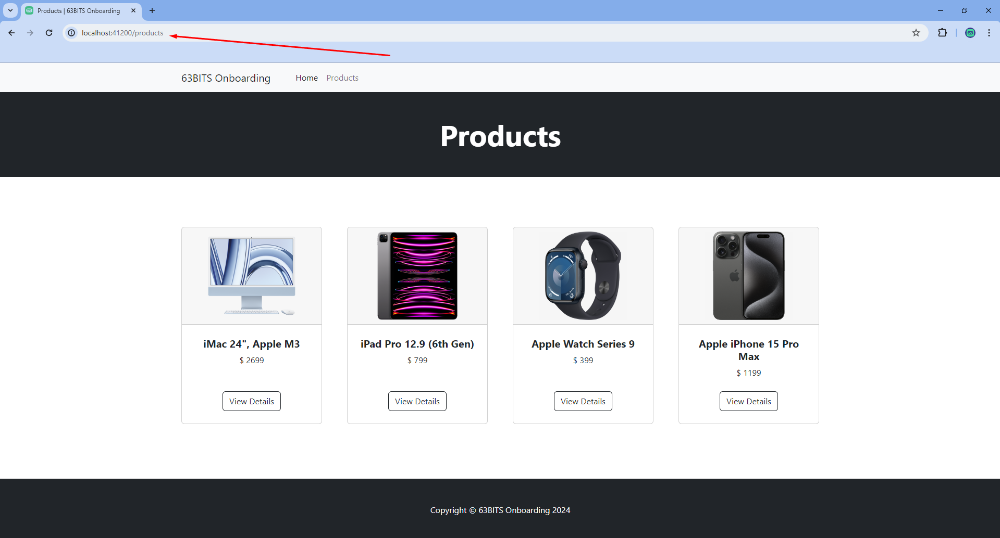 Products | 63BITS Onboarding
localhost:41200/products
63BITS Onboarding
Home
Products
Products
iMac 24", Apple M3
$ 2699
View Details
iPad Pro 12.9 (6th Gen)
$ 799
View Details
Apple Watch Series 9
$ 399
View Details
Apple iPhone 15 Pro
Max
$ 1199
View Details
Copyright © 63BITS Onboarding 2024